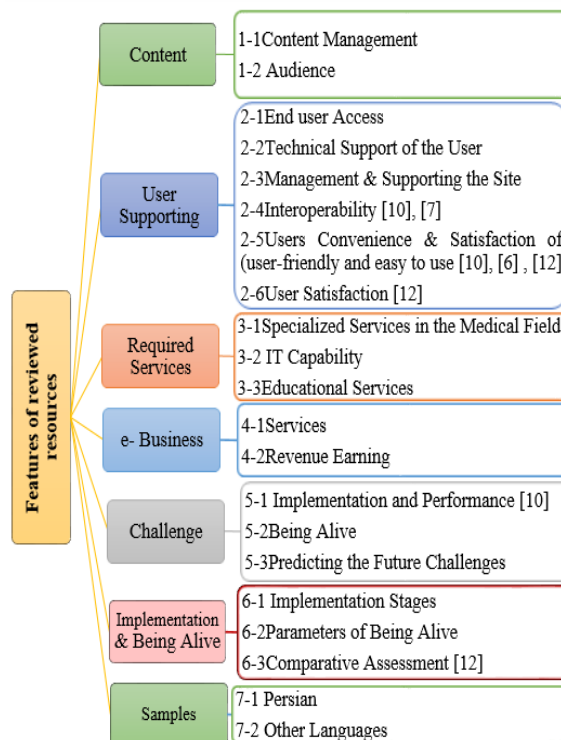 Features of reviewed
resources
Content
1-1Content Management
1-2 Audience
User
Supporting
2-1End user Access
2-2Technical Support of the User
2-3Management & Supporting the Site
2-4Interoperability [10], [7]
2-5Users Convenience & Satisfaction of
(user-friendly and easy to use [10], [6] , [12]
2-6User Satisfaction [12]
Required
Services
3-1Specialized Services in the Medical Field
3-2 IT Capability
3-3Educational Services
e- Business
4-1Services
4-2Revenue Earning
Challenge
5-1 Implementation and Performance [10]
5-2Being Alive
5-3Predicting the Future Challenges
Implementation
& Being Alive
6-1 Implementation Stages
6-2Parameters of Being Alive
6-3Comparative Assessment [12]
Samples
7-1 Persian
7-2 Other Languages